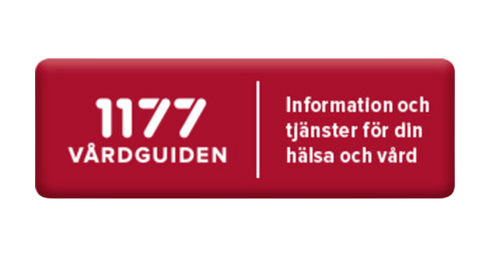 1177
VÅRDGUIDEN
Information och
tjänster för din
hälsa och vård